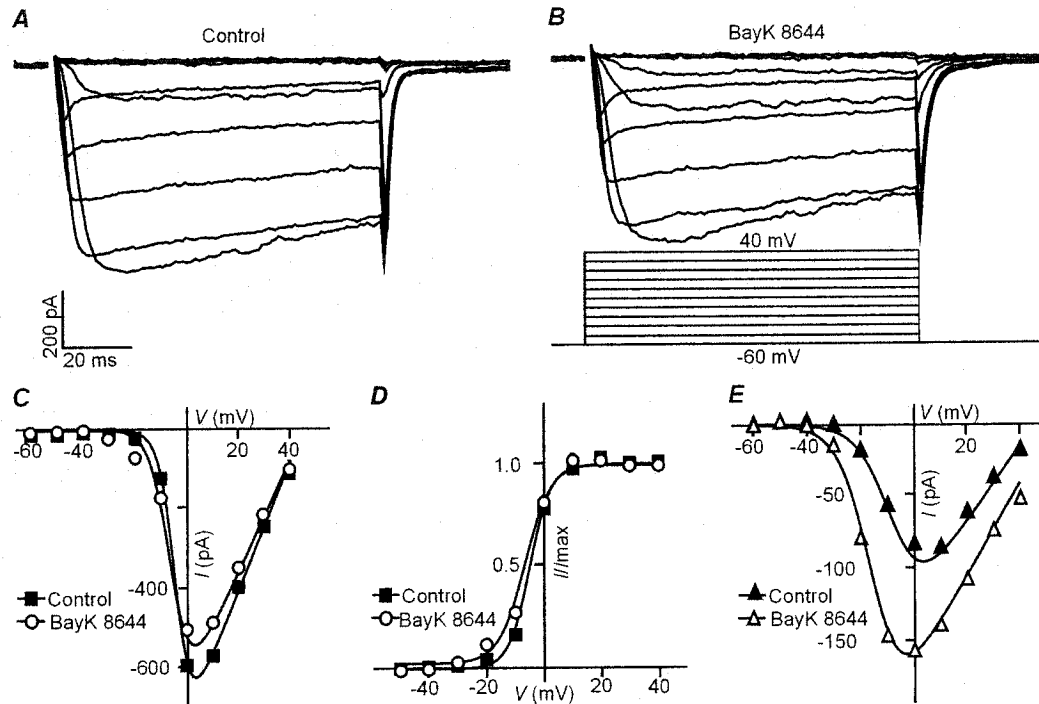 A
Control
200 pA
20 ms
B
BayK 8644
40 mV
-60 mV
C
V (mV)
-60
-40
20
40
-400
-600
I (pA)
Control
BayK 8644
D
1.0
0.5
I/Imax
Control
BayK 8644
-40
-20
V (mV)
20
40
E
V (mV)
-60
-40
20
-50
-100
-150
I (pA)
Control
BayK 8644